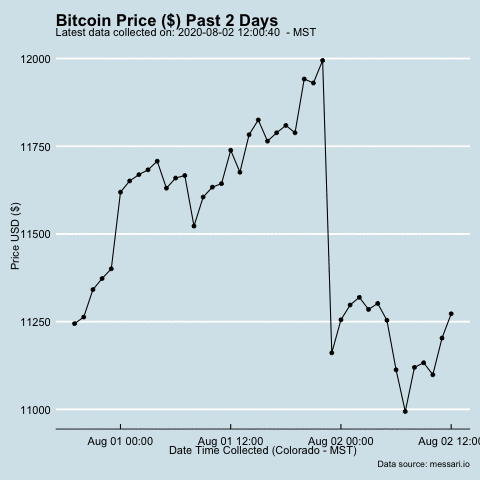 Bitcoin Price ($) Past 2 Days
Latest data collected on: 2020-08-02 12:00:40 - MST
12000
11750
11500
11250
11000
Price USD ($)
Aug 01 00:00 Aug 01 12:00 Aug 02 00:00 Aug 02 12:00
Date Time Collected (Colorado - MST)
Data source: messari.io